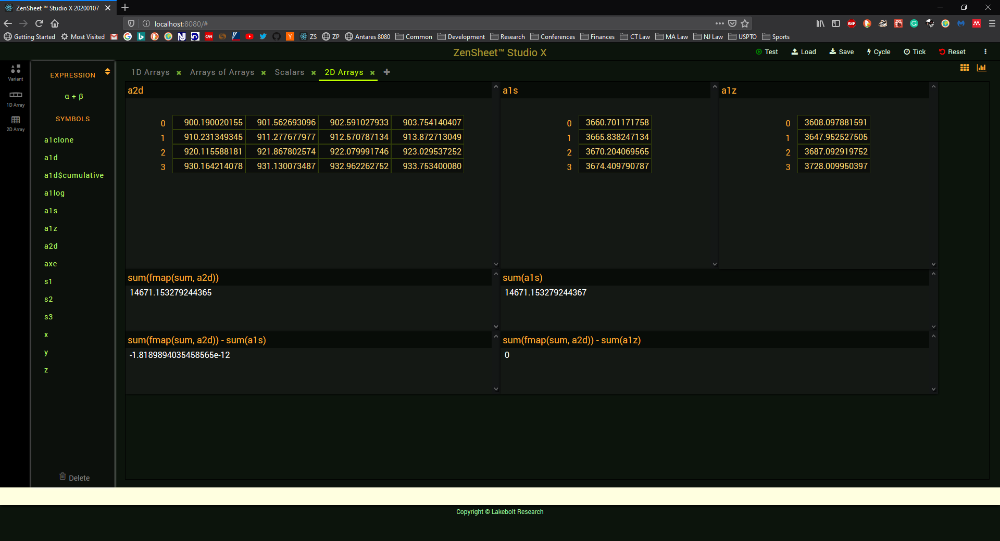 ZenSheet ™ Studio X 20200107
localhost:8080/#
Getting Started Most Visited ZS ZP Antares 8080 Common Development Research Conferences Finances CT Law MA Law NJ Law USPTO Sports
ZenSheet™ Studio X
Test Load Save Cycle Tick Reset
Variant
1D Array
2D Array
EXPRESSION
α + β
SYMBOLS
a1clone
a1d
a1d$cumulative
a1log
a1s
a1z
a2d
axe
s1
s2
s3
x
y
z
Delete
1D Arrays Arrays of Arrays Scalars 2D Arrays
a2d
0 900.190020155 901.562693096 902.591027933 903.754140407
1 910.231349345 911.277677977 912.570787134 913.872713049
2 920.115588181 921.867802574 922.079991746 923.029537252
3 930.164214078 931.130073487 932.962262752 933.753400080
a1s
0 3660.701171758
1 3665.838247134
2 3670.204069565
3 3674.409790787
a1z
0 3608.097881591
1 3647.952527505
2 3687.092919752
3 3728.009950397
sum(fmap(sum, a2d))
14671.153279244365
sum(a1s)
14671.153279244367
sum(fmap(sum, a2d)) - sum(a1s)
-1.8189894035458565e-12
sum(fmap(sum, a2d)) - sum(a1z)
0
Copyright © Lakebolt Research